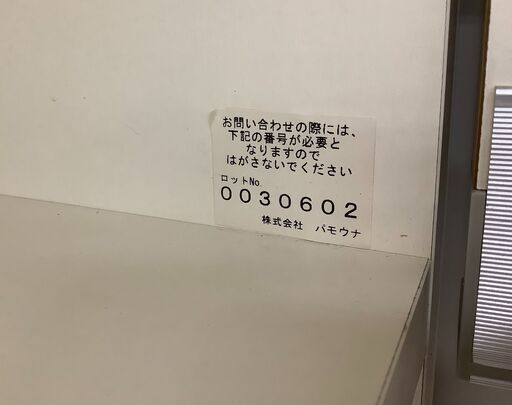 お問い合わせの際には、
下記の番号が必要と
なりますので
はがさないでください
ロットNo.
0030602
株式会社 パモウナ